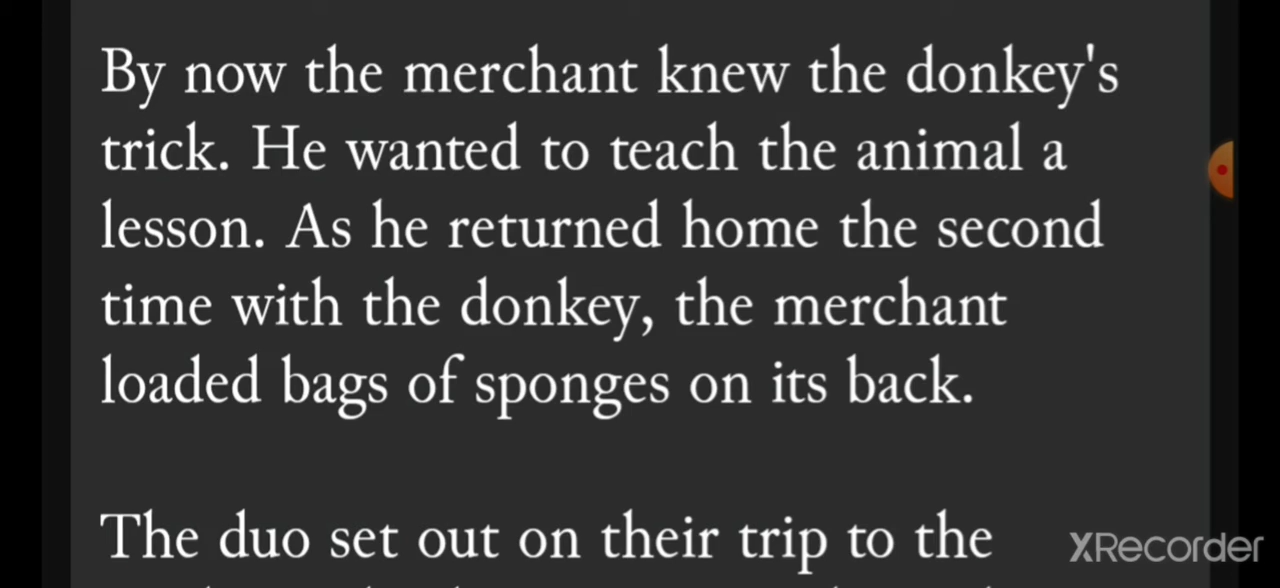 By now the merchant knew the donkey's
trick. He wanted to teach the animal a
lesson. As he returned home the second
time with the donkey, the merchant
loaded bags of sponges on its back.
The duo set out on their trip to the
XRecorder